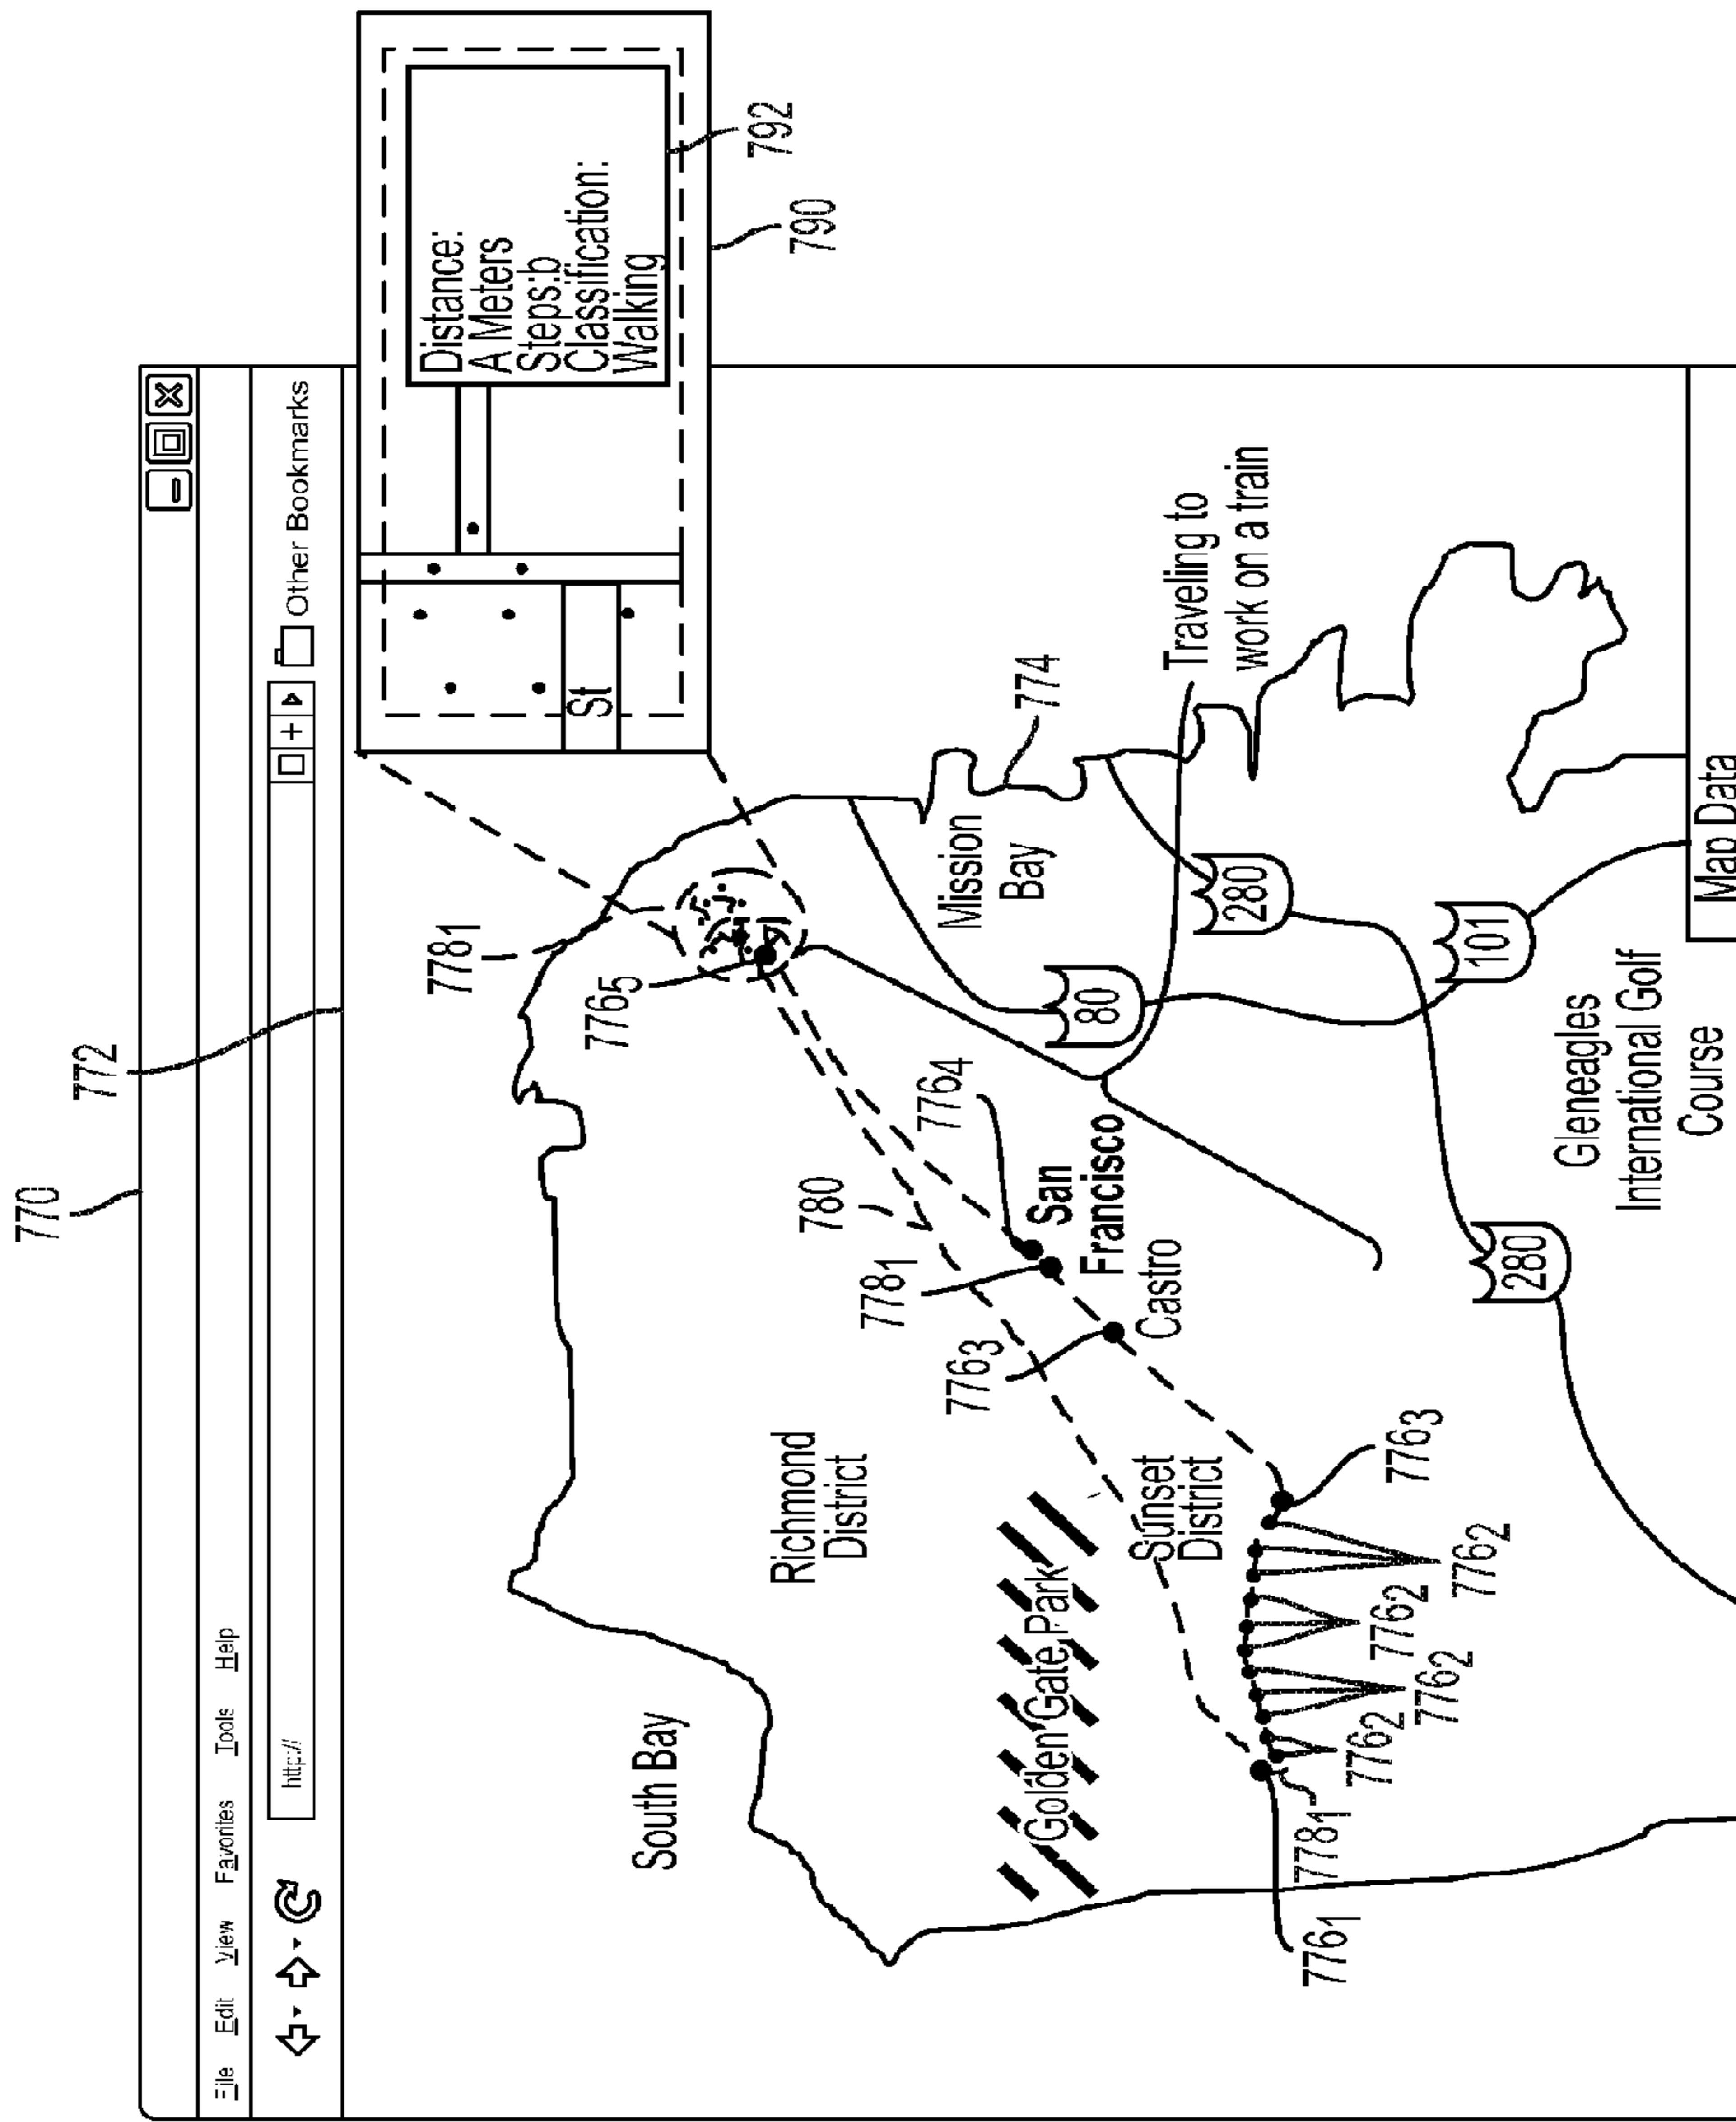 770
772
File Edit View Favorites Tools Help
http://
Other Bookmarks
Distance:
A Meters
Steps:b
Classification:
Walking
St
792
790
South Bay
Richmond
District
Golden Gate Park
Sunset
District
San
Francisco
Castro
Mission
Bay
774
Traveling to
work on a train
7781
7765
7764
780
7781
7763
7763
7762
7762
7762
7762
7781
7761
80
280
101
280
Gleneagles
International Golf
Course
Map Data